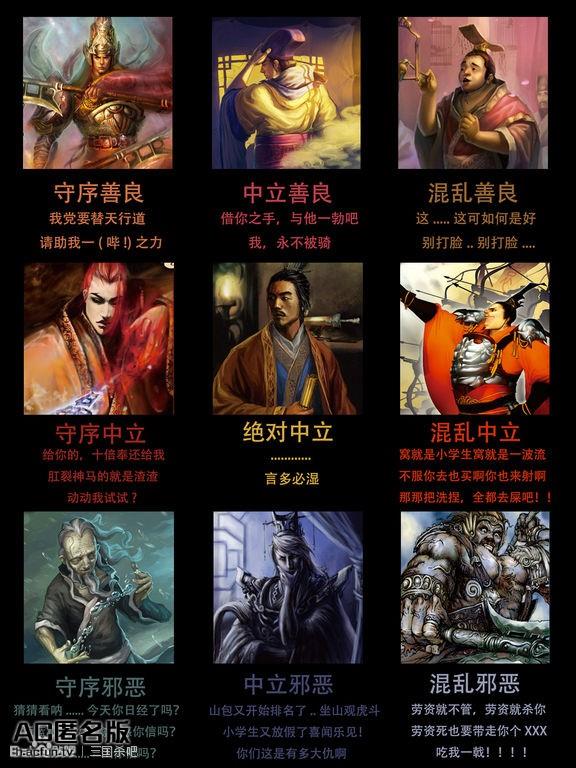 守序善良
我党要替天行道
请助我一 ( 哔 !) 之力
中立善良
借你之手，与他一勃吧
我，永不被骑
混乱善良
这 ..... 这可如何是好
别打脸 .. 别打脸 ....
守序中立
给你的，十倍奉还给我
肛裂神马的就是渣渣
动动我试试？
绝对中立
............
言多必湿
混乱中立
窝就是小学生窝就是一波流
不服你去也买啊你也来射啊
那那把洗捏，全都去屎吧！！
守序邪恶
猜猜看呐 ...... 今天你日经了吗？
你信吗？
吗？
中立邪恶
山包又开始排名了 .. 坐山观虎斗
小学生又放假了喜闻乐见！
你们这是有多大仇啊
混乱邪恶
劳资就不管，劳资就杀你
劳资死也要带走你个 XXX
吃我一戟！！！！
AC匿名版
h.acfun.tv 三国杀吧